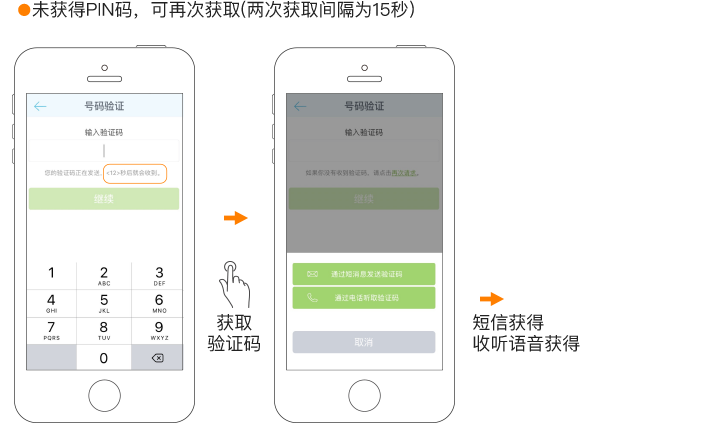 ●未获得PIN码，可再次获取(两次获取间隔为15秒)
号码验证
输入验证码
您的验证码正在发送，<12>秒后就会收到。
继续
1
2
ABC
3
DEF
4
GHI
5
JKL
6
MNO
7
PQRS
8
TUV
9
WXYZ
0
获取
验证码
号码验证
输入验证码
如果您没有收到验证码，请点击再次请求。
继续
通过短消息发送验证码
通过电话听取验证码
取消
短信获得
收听语音获得